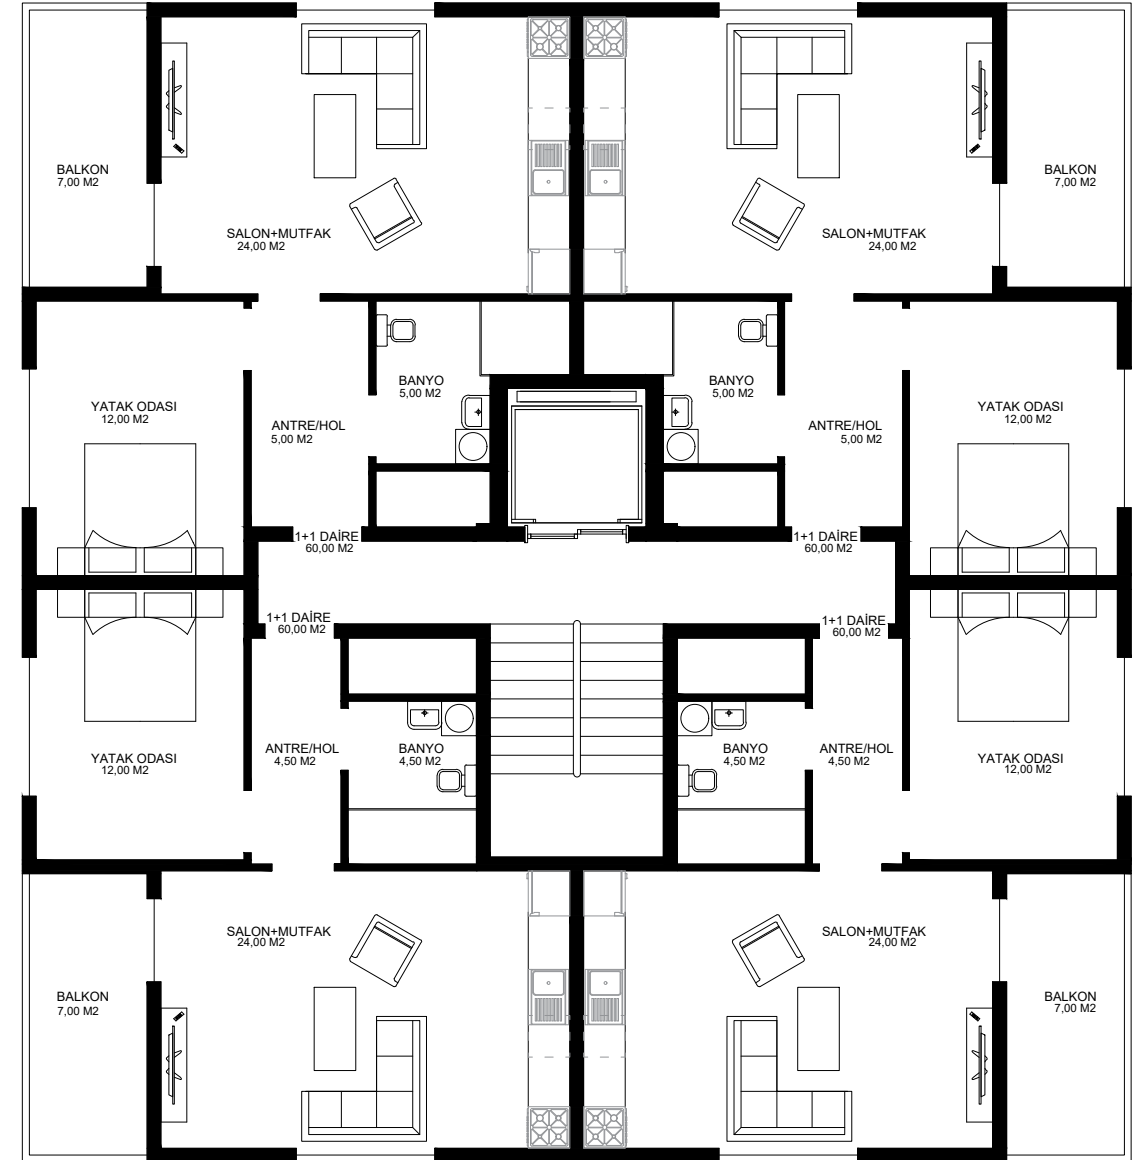 BALKON
7,00 M2
BALKON
7,00 M2
SALON+MUTFAK
24,00 M2
SALON+MUTFAK
24,00 M2
BANYO
5,00 M2
BANYO
5,00 M2
YATAK ODASI
12,00 M2
ANTRE/HOL
5,00 M2
ANTRE/HOL
5,00 M2
YATAK ODASI
12,00 M2
1+1 DAİRE
60,00 M2
1+1 DAİRE
60,00 M2
1+1 DAİRE
60,00 M2
1+1 DAİRE
60,00 M2
YATAK ODASI
12,00 M2
ANTRE/HOL
4,50 M2
BANYO
4,50 M2
BANYO
4,50 M2
ANTRE/HOL
4,50 M2
YATAK ODASI
12,00 M2
SALON+MUTFAK
24,00 M2
SALON+MUTFAK
24,00 M2
BALKON
7,00 M2
BALKON
7,00 M2